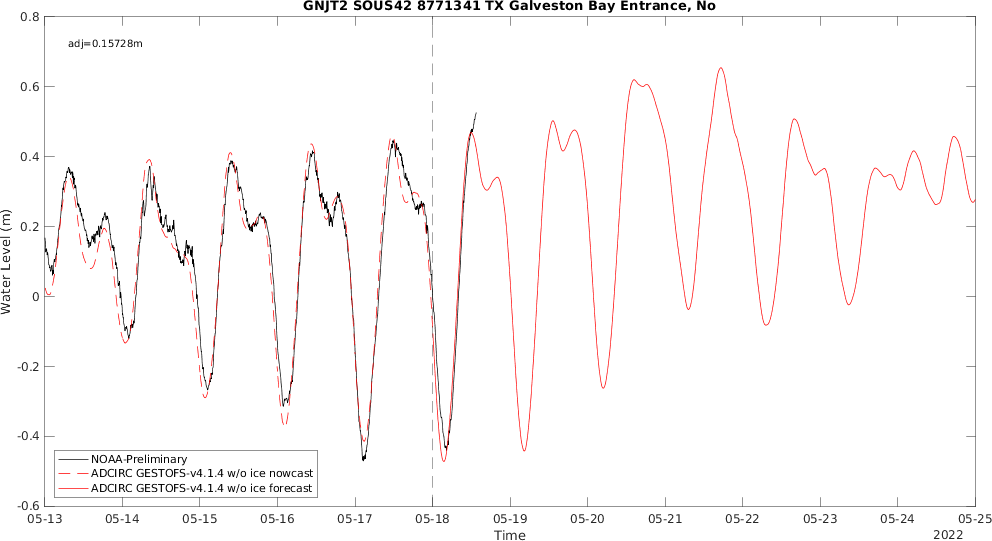 GNJT2 SOUS42 8771341 TX Galveston Bay Entrance, No
adj=0.15728m
Water Level (m)
0.8
0.6
0.4
0.2
0
-0.2
-0.4
-0.6
NOAA-Preliminary
ADCIRC GESTOFS-v4.1.4 w/o ice nowcast
ADCIRC GESTOFS-v4.1.4 w/o ice forecast
05-13 05-14 05-15 05-16 05-17 05-18 05-19 05-20 05-21 05-22 05-23 05-24 05-25
Time
2022